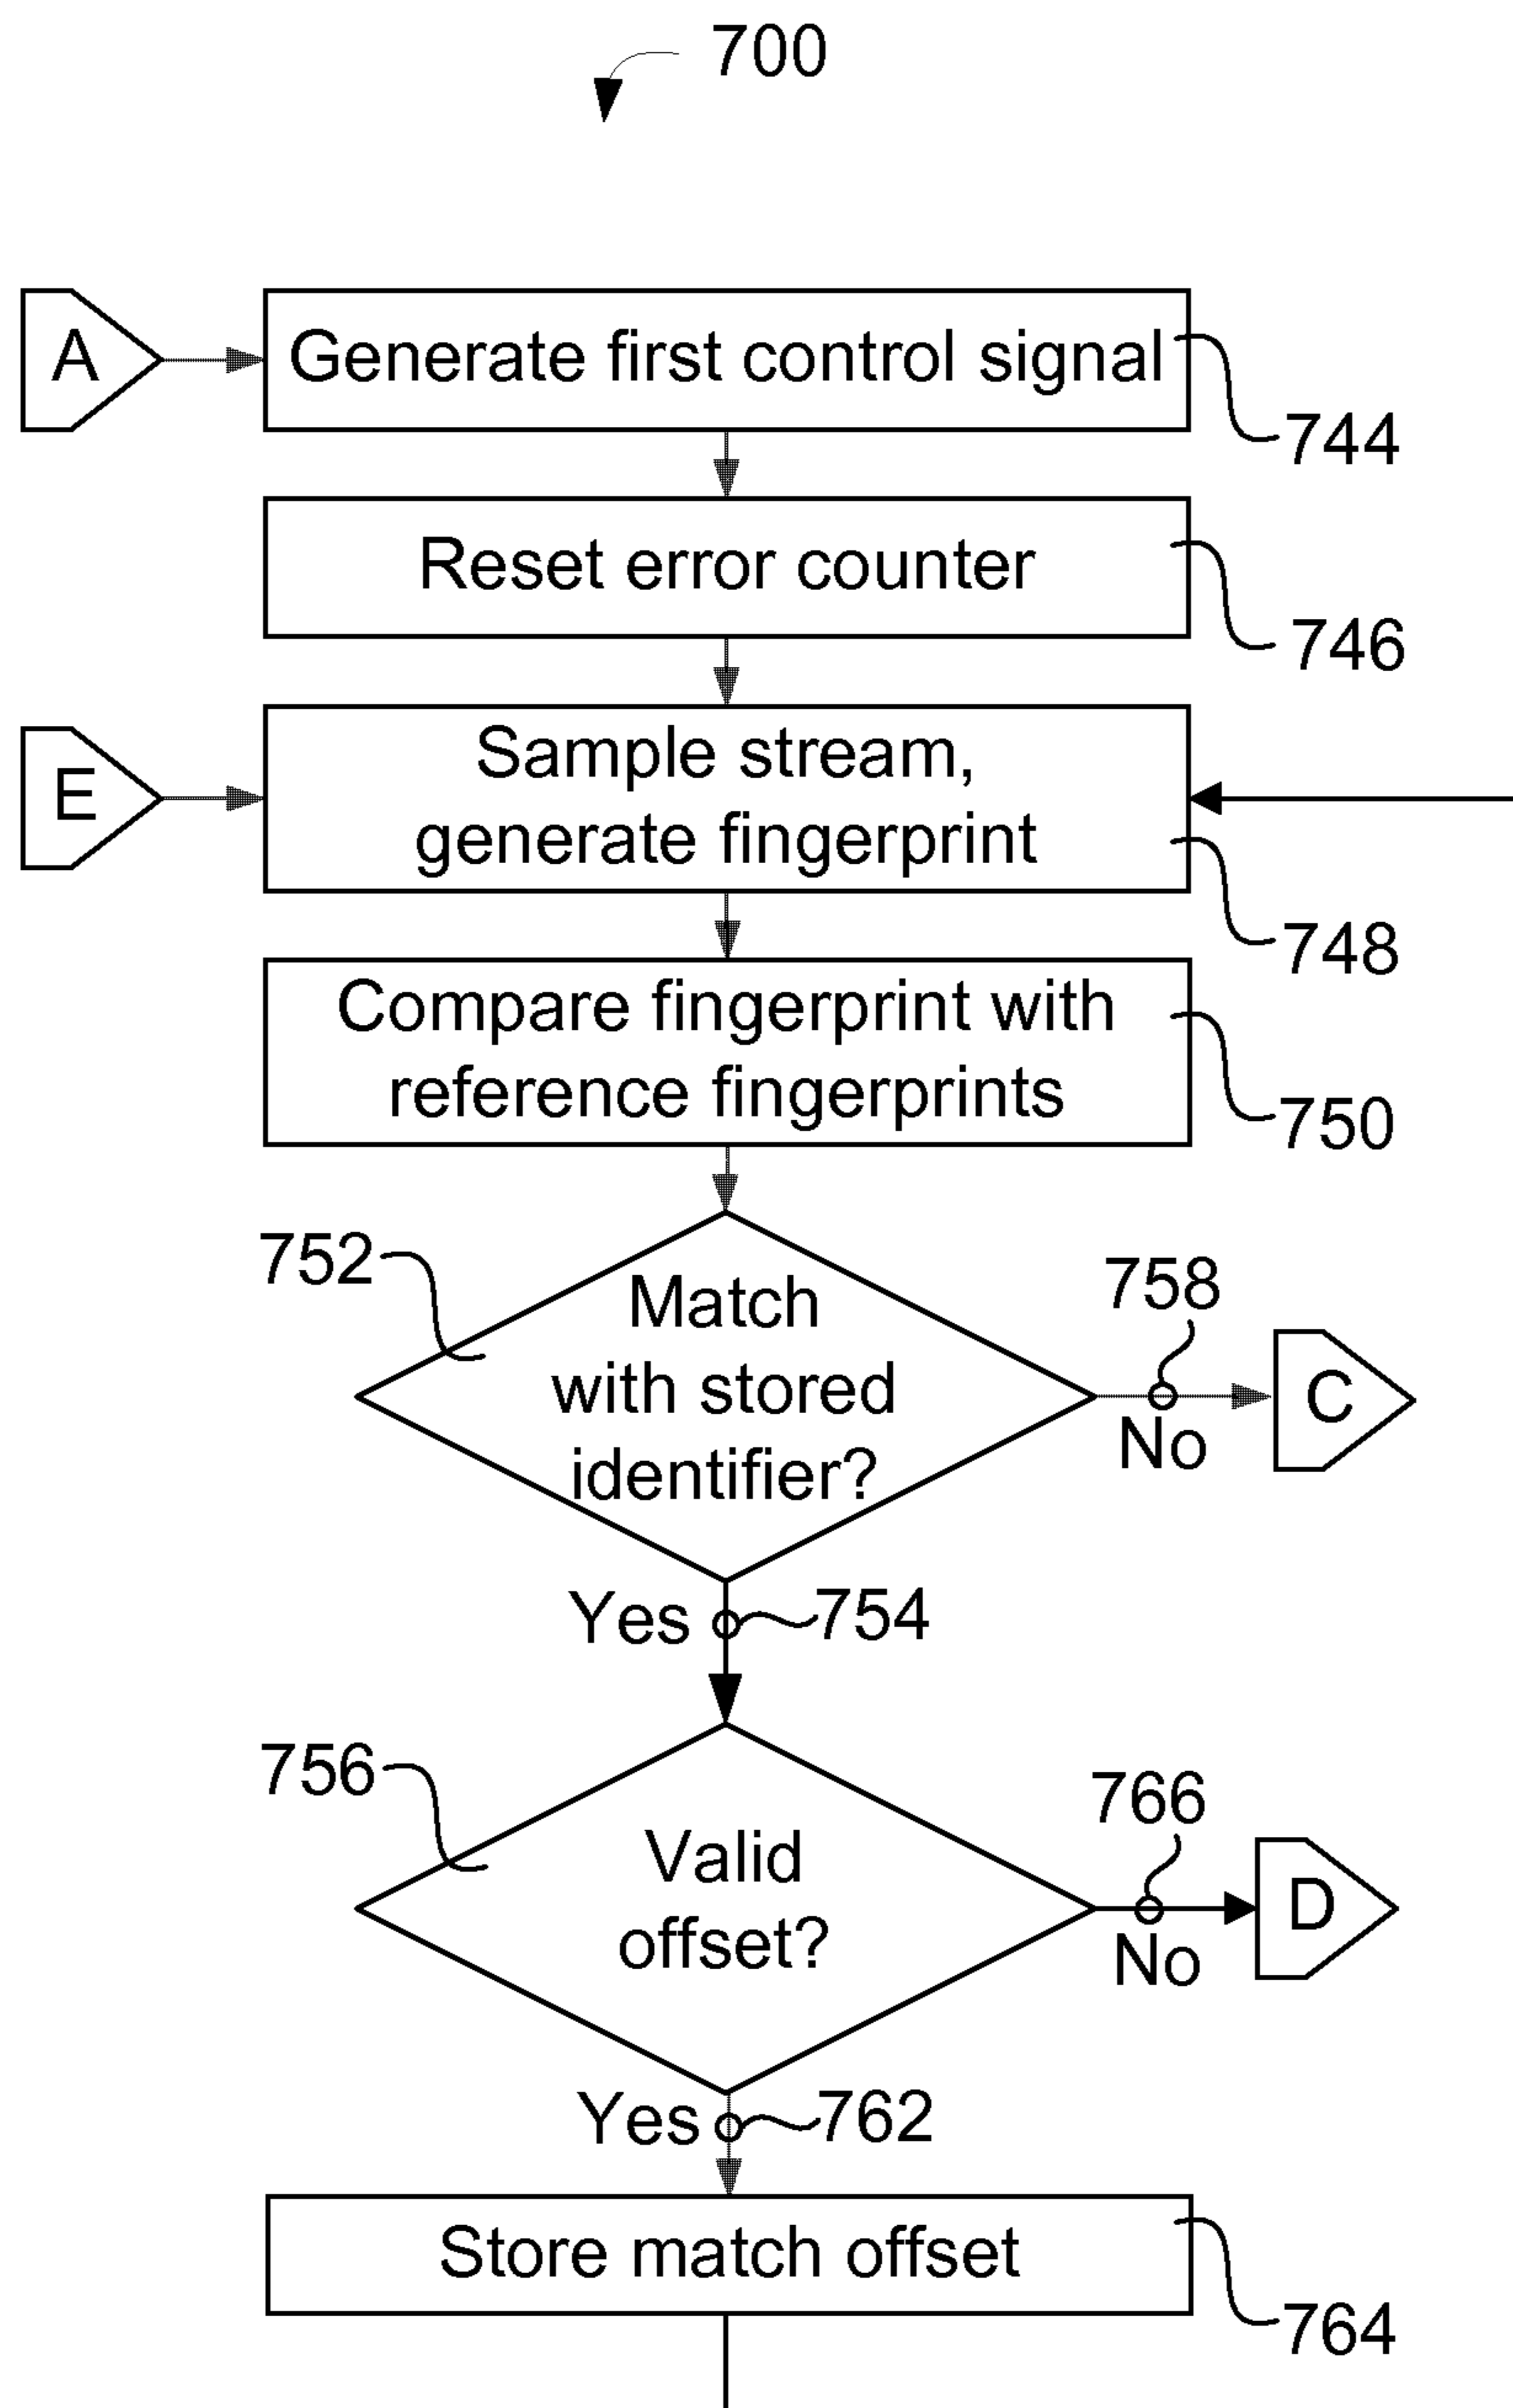 700
A
Generate first control signal
744
Reset error counter
746
E
Sample stream,
generate fingerprint
748
Compare fingerprint with
reference fingerprints
750
752
Match
with stored
identifier?
758
No
C
Yes
754
756
Valid
offset?
766
No
D
Yes
762
Store match offset
764